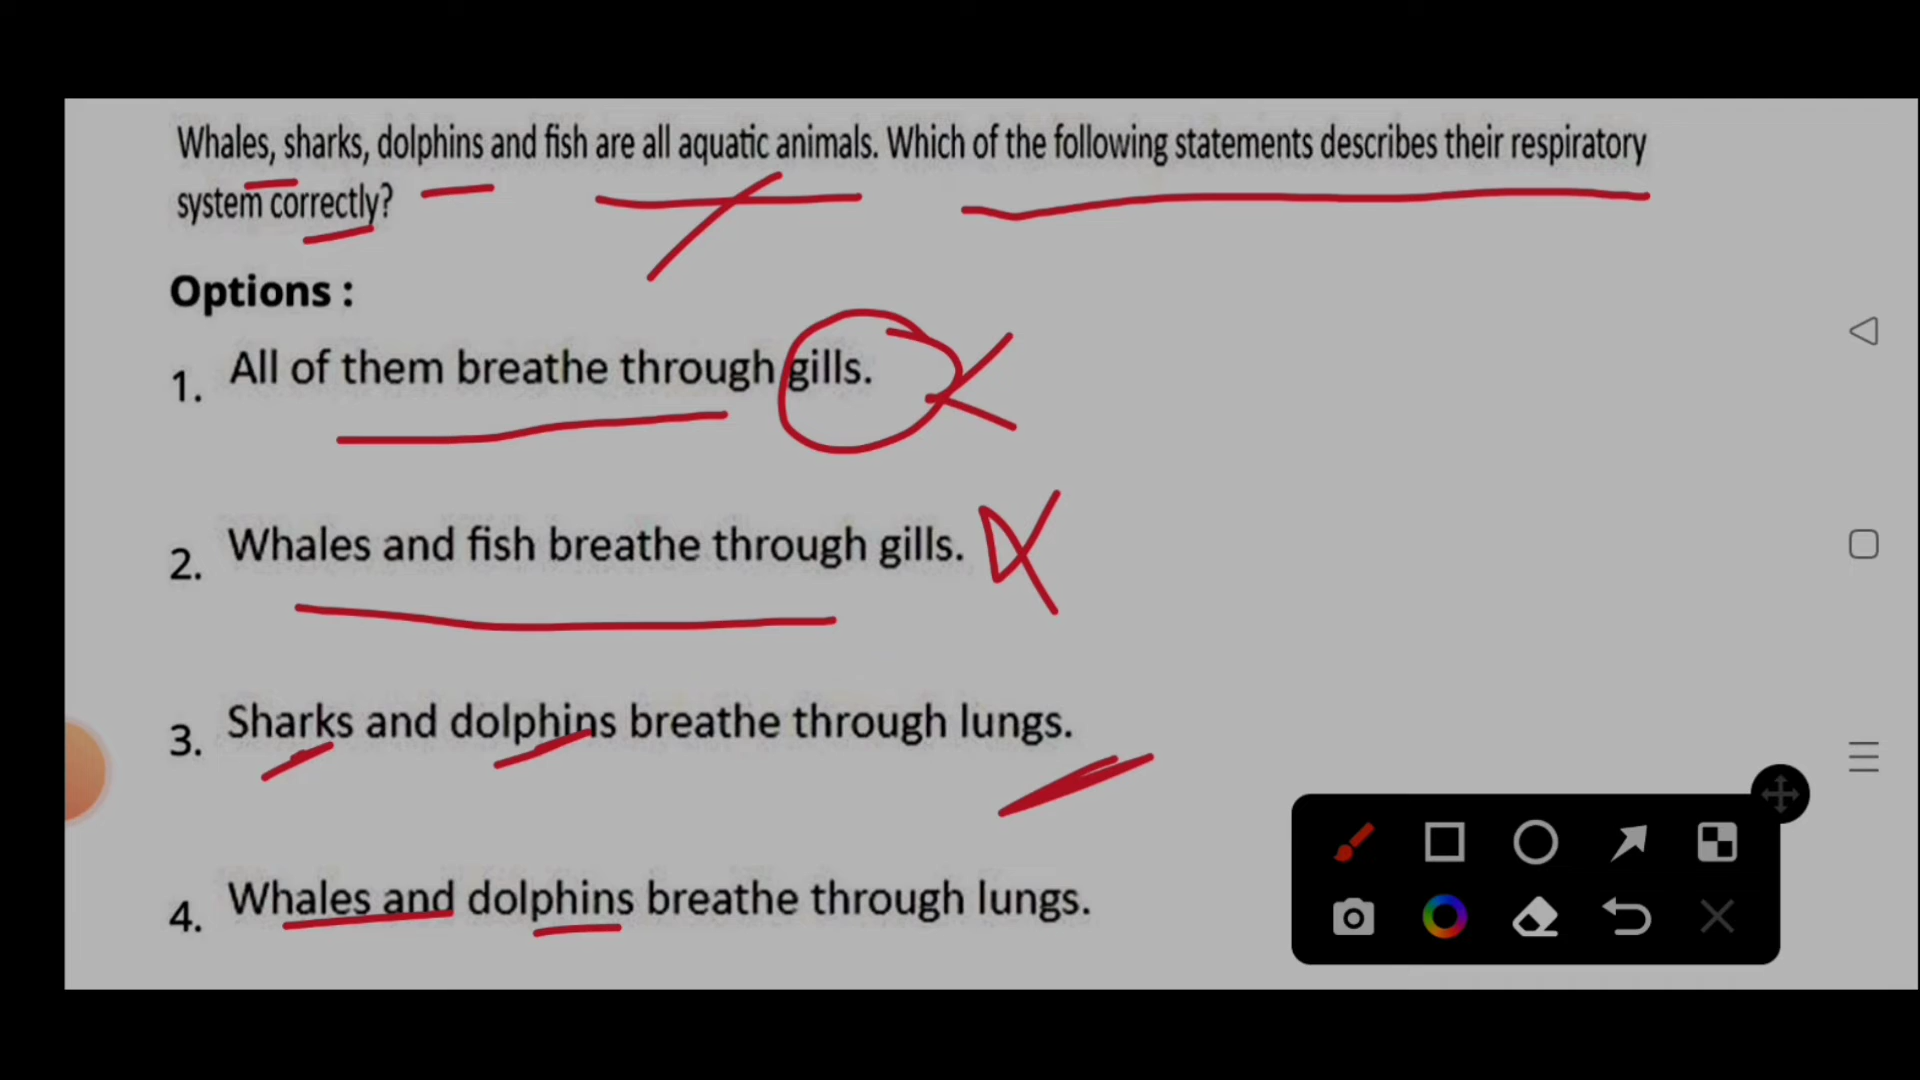 Whales, sharks, dolphins and fish are all aquatic animals. Which of the following statements describes their respiratory
system correctly?
Options :
1. All of them breathe through gills.
2. Whales and fish breathe through gills.
3. Sharks and dolphins breathe through lungs.
4. Whales and dolphins breathe through lungs.